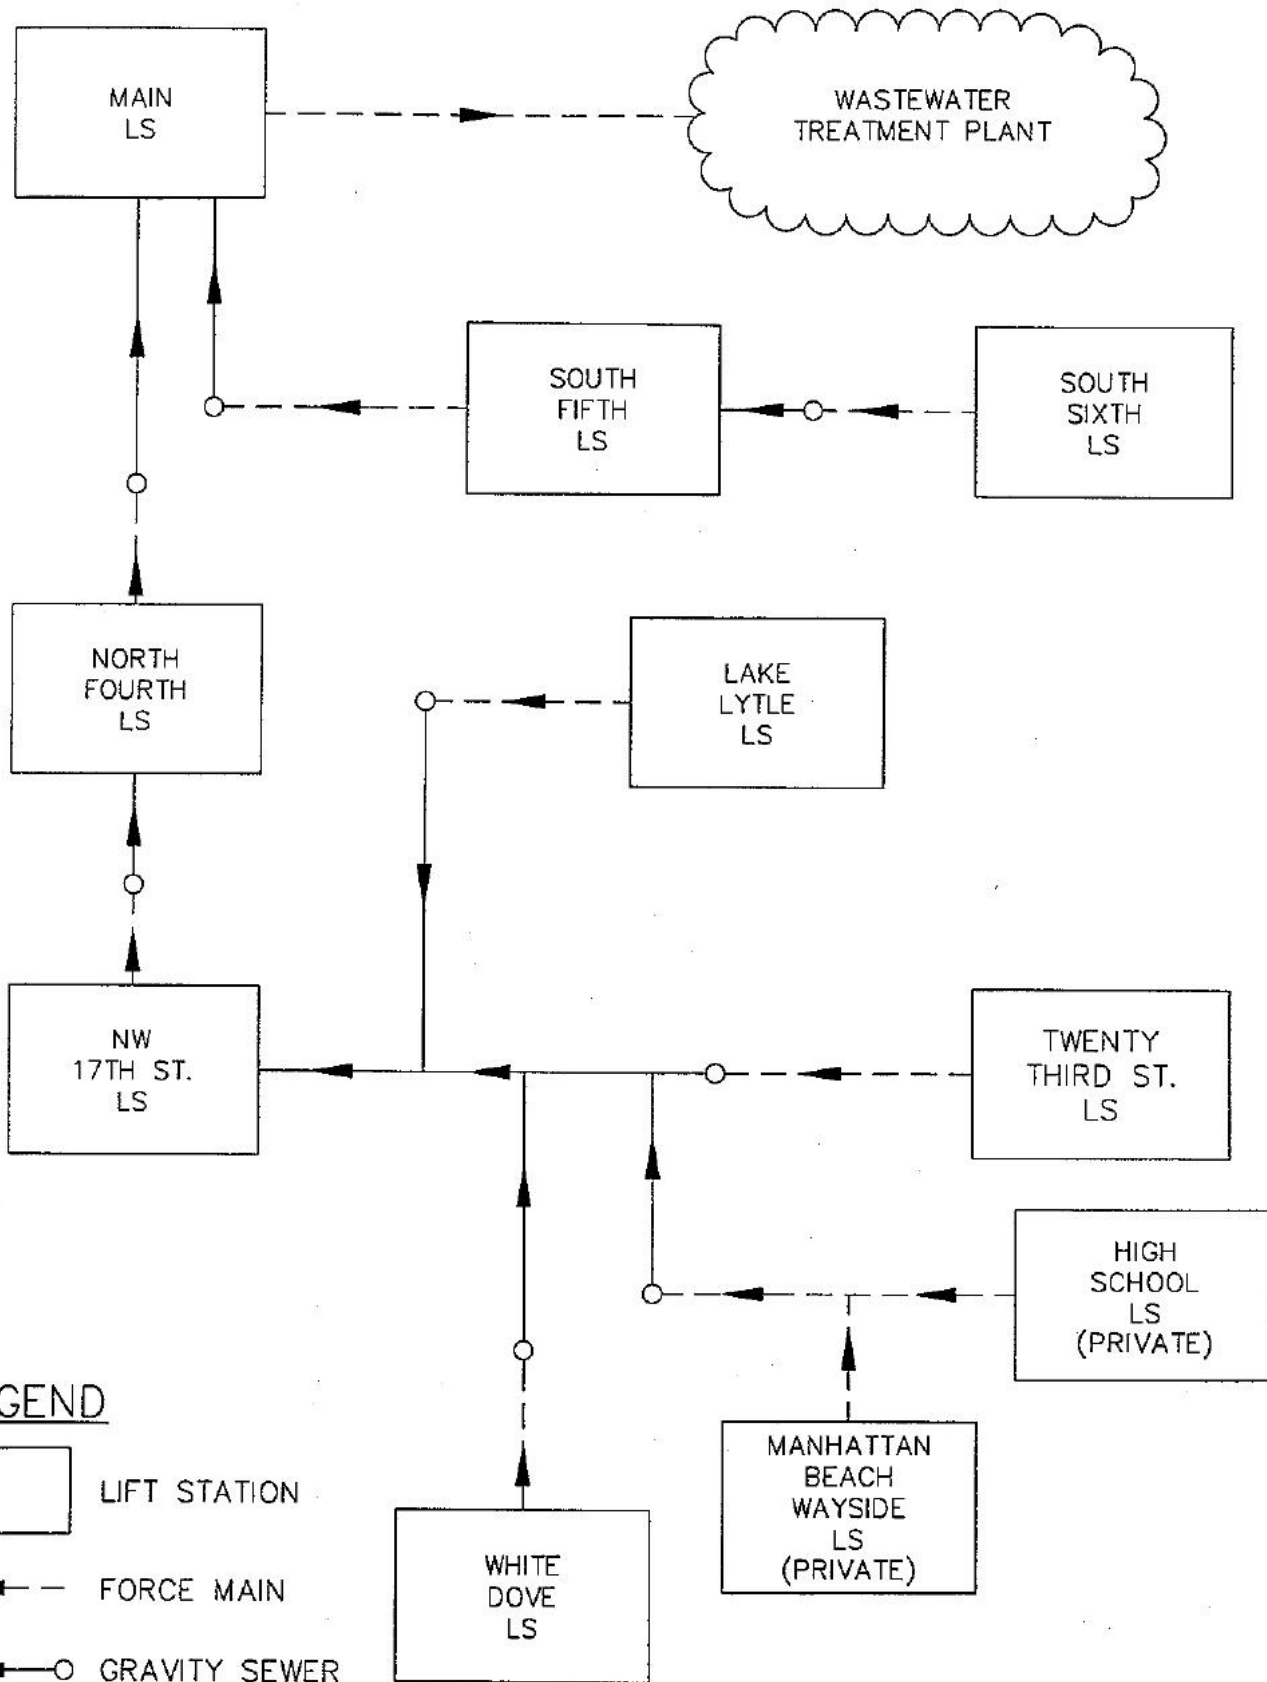 MAIN
LS
WASTEWATER
TREATMENT PLANT
SOUTH
FIFTH
LS
SOUTH
SIXTH
LS
NORTH
FOURTH
LS
LAKE
LYTLE
LS
NW
17TH ST.
LS
TWENTY
THIRD ST.
LS
HIGH
SCHOOL
LS
(PRIVATE)
MANHATTAN
BEACH
WAYSIDE
LS
(PRIVATE)
WHITE
DOVE
LS
GEND
LIFT STATION
FORCE MAIN
GRAVITY SEWER